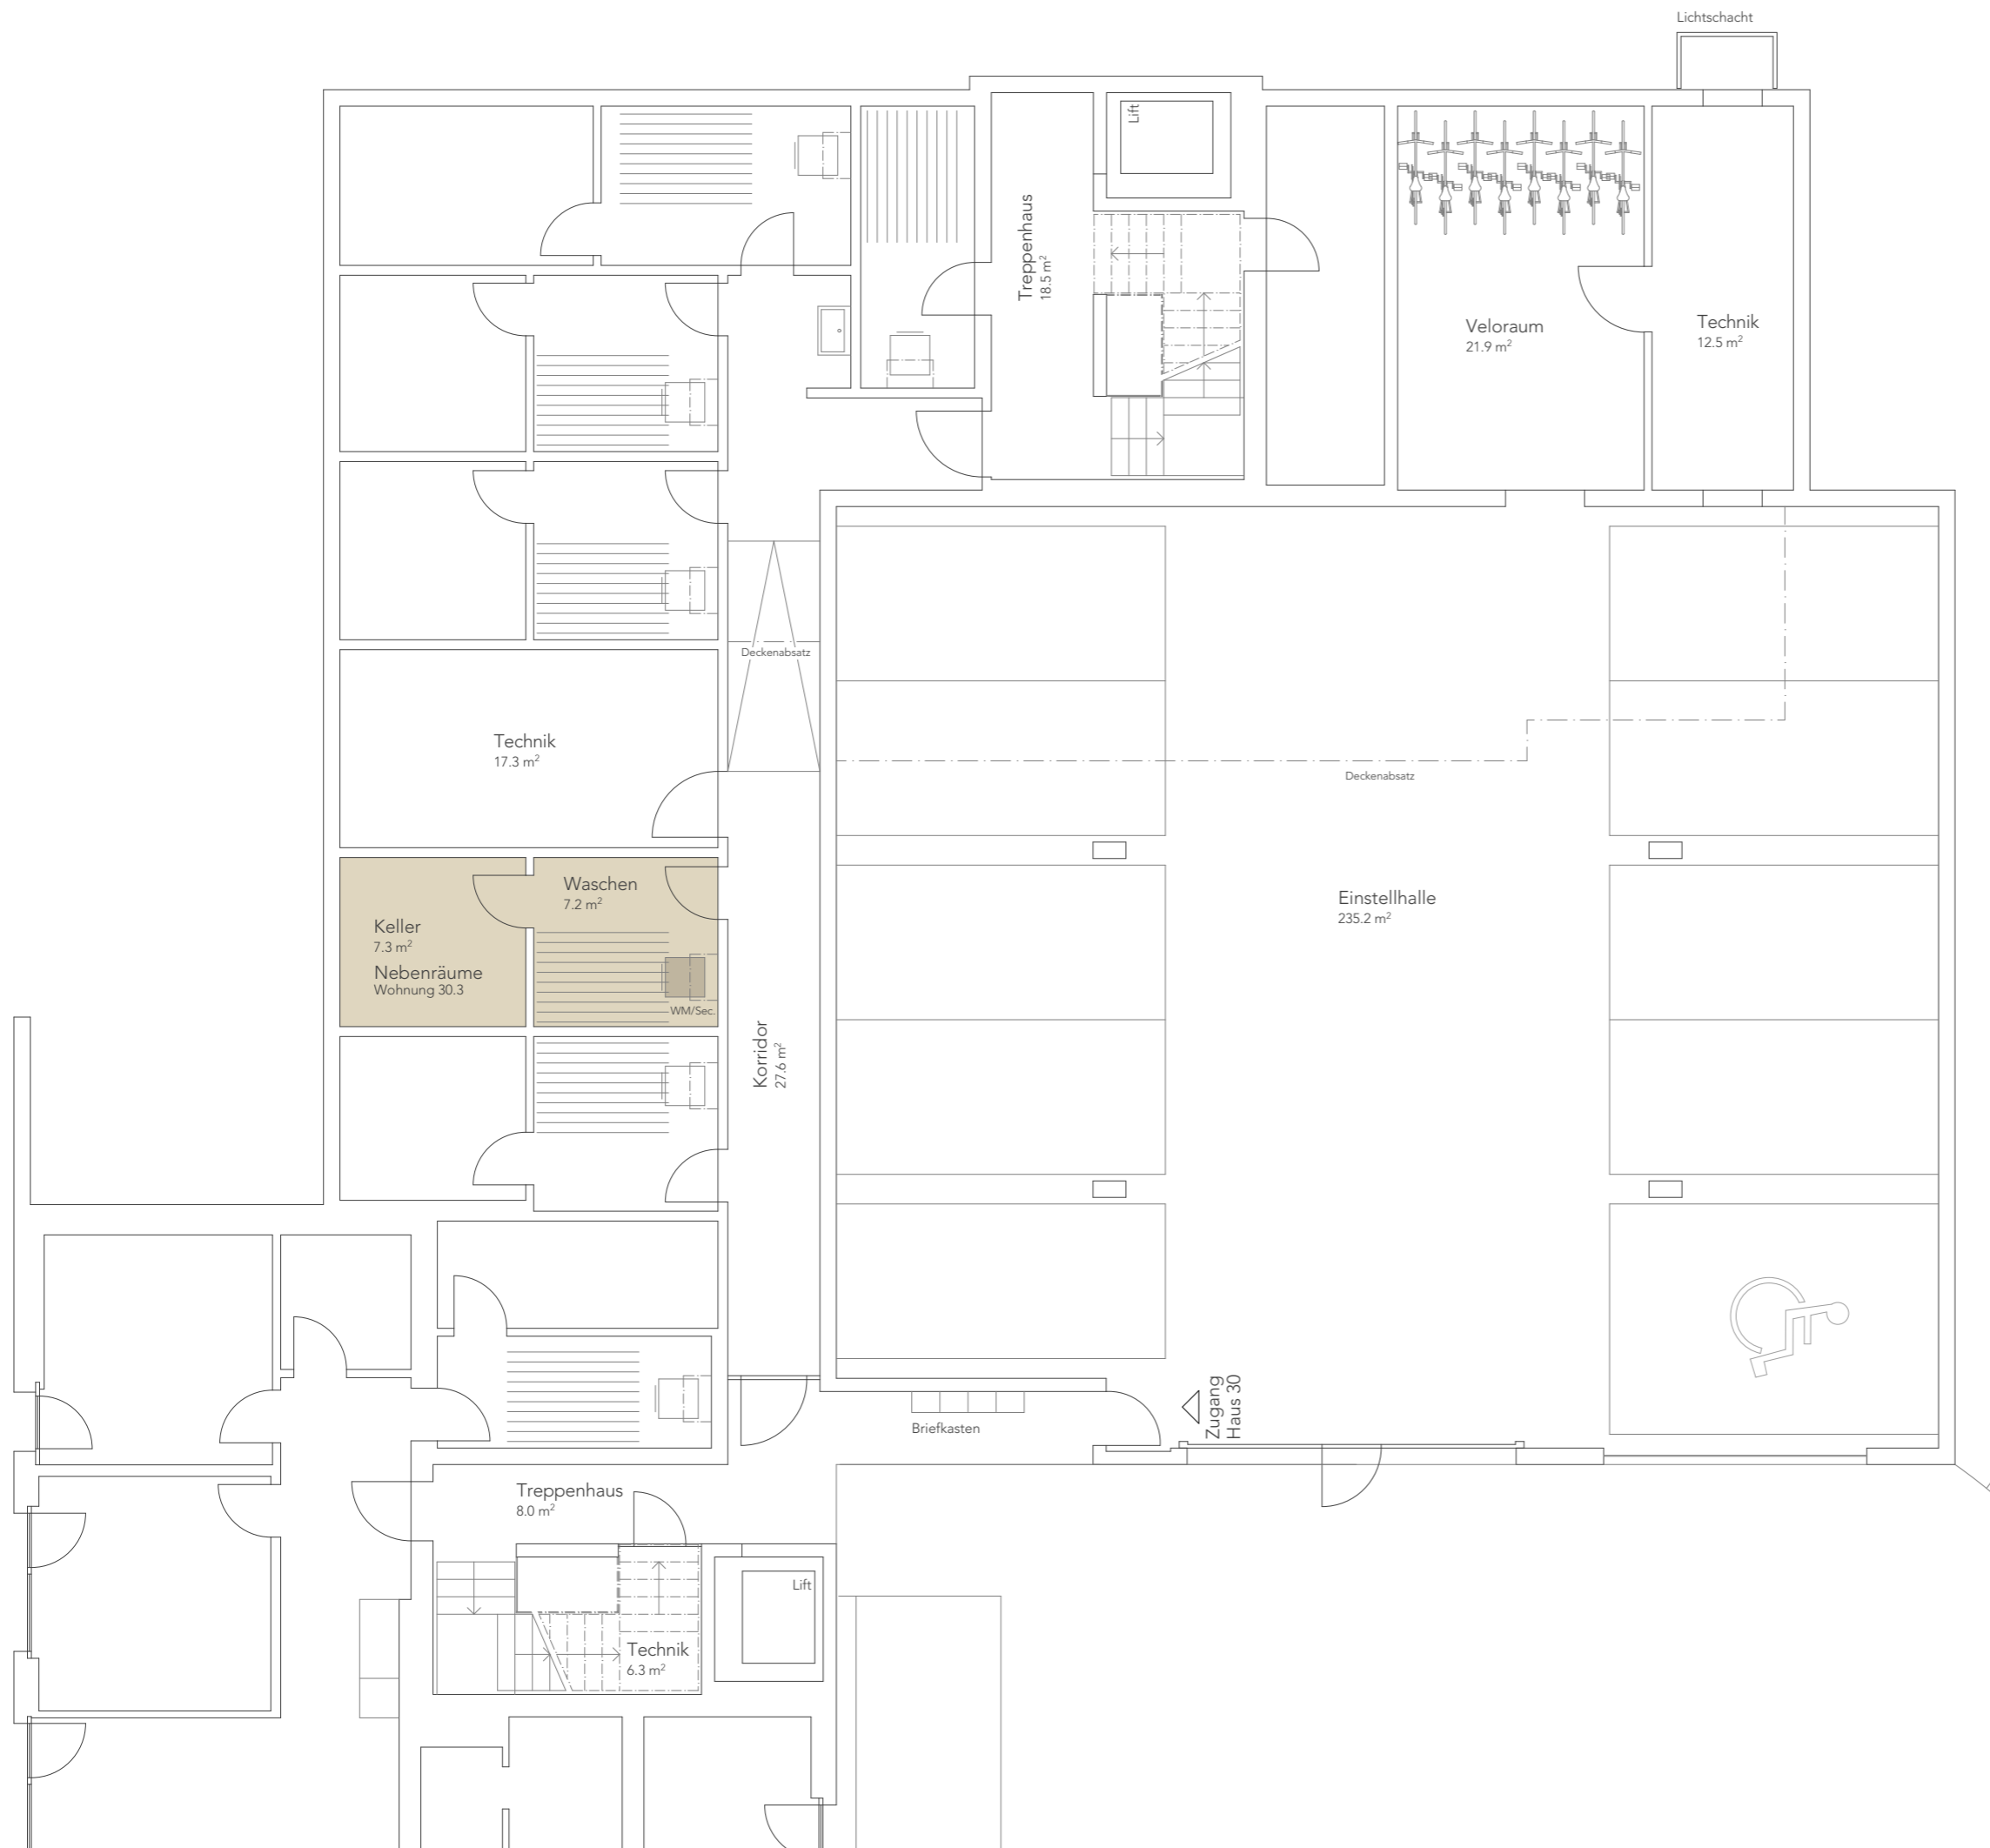 Lichtschacht
Lift
Treppenhaus
18.5 m²
Veloraum
21.9 m²
Technik
12.5 m²
Deckenabsatz
Technik
17.3 m²
Deckenabsatz
Waschen
7.2 m²
Keller
7.3 m²
Nebenräume
Wohnung 30.3
WM/Sec.
Einstellhalle
235.2 m²
Korridor
27.6 m²
Briefkasten
Zugang
Haus 30
Treppenhaus
8.0 m²
Lift
Technik
6.3 m²